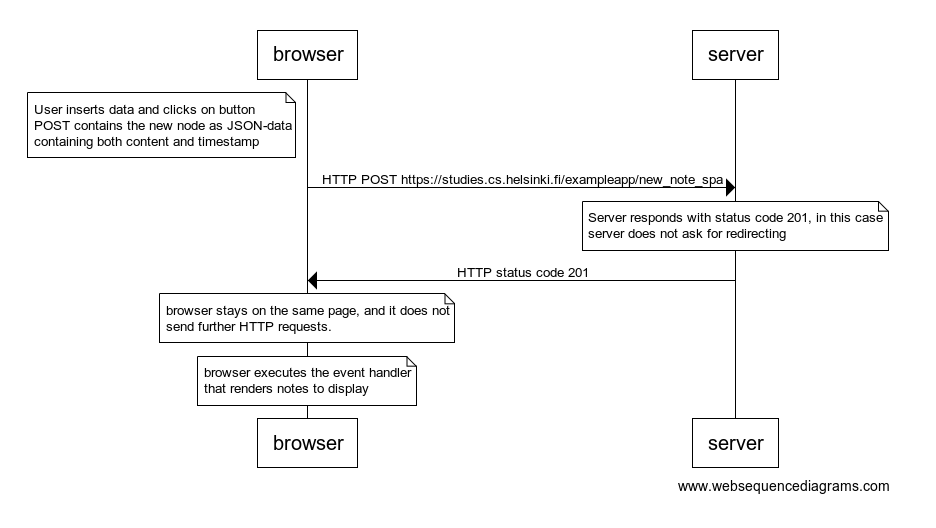 browser
server
User inserts data and clicks on button
POST contains the new node as JSON-data
containing both content and timestamp
HTTP POST https://studies.cs.helsinki.fi/exampleapp/new_note_spa
Server responds with status code 201, in this case
server does not ask for redirecting
HTTP status code 201
browser stays on the same page, and it does not
send further HTTP requests.
browser executes the event handler
that renders notes to display
browser
server
www.websequencediagrams.com